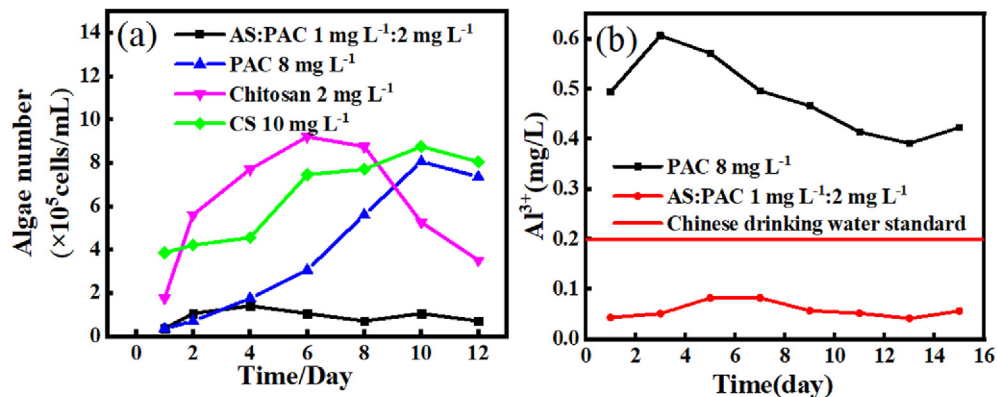 (a)
AS:PAC 1 mg L⁻¹:2 mg L⁻¹
PAC 8 mg L⁻¹
Chitosan 2 mg L⁻¹
CS 10 mg L⁻¹
Algae number
(×10⁵cells/mL)
14
12
10
8
6
4
2
0
0 2 4 6 8 10 12
Time/Day
(b)
PAC 8 mg L⁻¹
AS:PAC 1 mg L⁻¹:2 mg L⁻¹
Chinese drinking water standard
Al³⁺(mg/L)
0.6
0.5
0.4
0.3
0.2
0.1
0.0
0 2 4 6 8 10 12 14 16
Time(day)